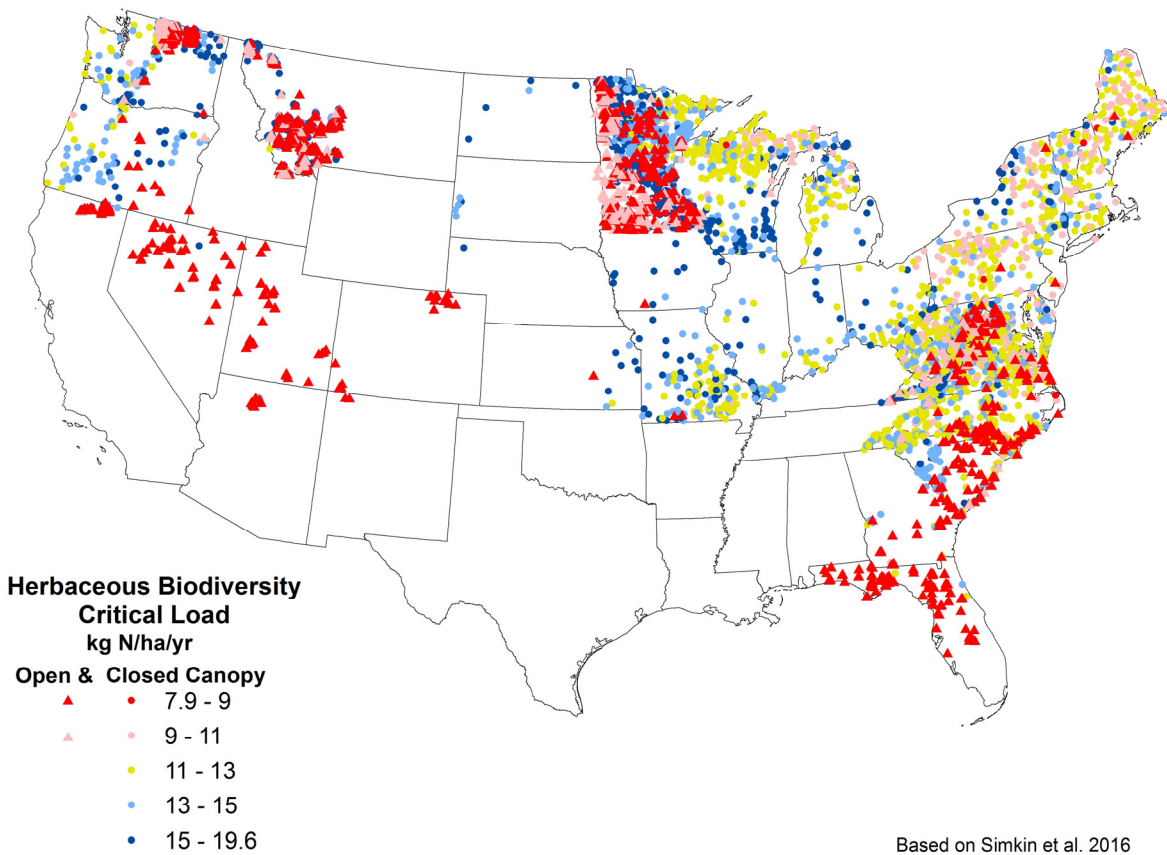 Herbaceous Biodiversity
Critical Load
kg N/ha/yr
Open & Closed Canopy
7.9 - 9
9 - 11
11 - 13
13 - 15
15 - 19.6
Based on Simkin et al. 2016